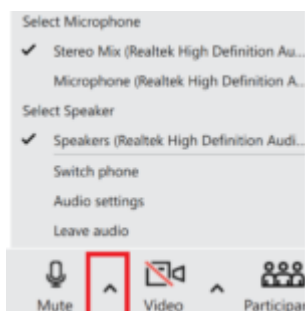 Select Microphone
✓ Stereo Mix (Realtek High Definition Au...
Microphone (Realtek High Definition A...
Select Speaker
✓ Speakers (Realtek High Definition Audi...
Switch phone
Audio settings
Leave audio
Mute Video Participan